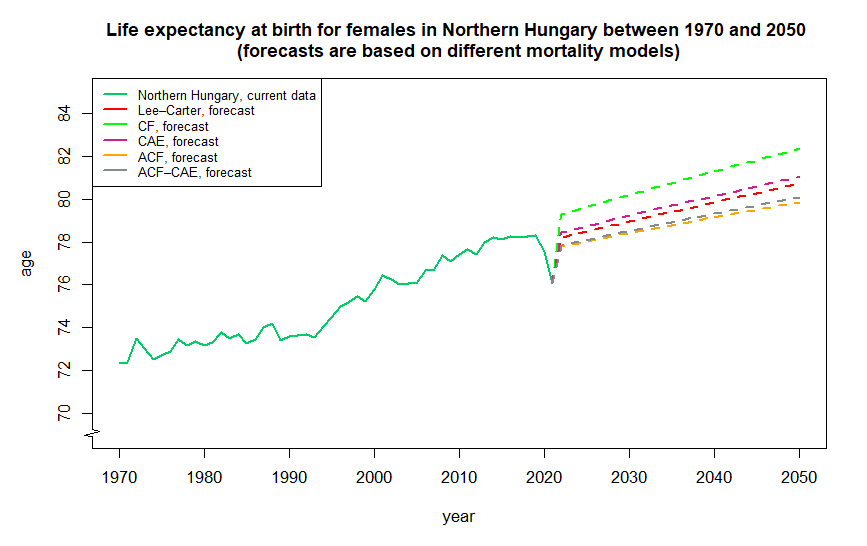 Life expectancy at birth for females in Northern Hungary between 1970 and 2050
(forecasts are based on different mortality models)
Northern Hungary, current data
Lee–Carter, forecast
CF, forecast
CAE, forecast
ACF, forecast
ACF–CAE, forecast
age
84
82
80
78
76
74
72
70
1970 1980 1990 2000 2010 2020 2030 2040 2050
year